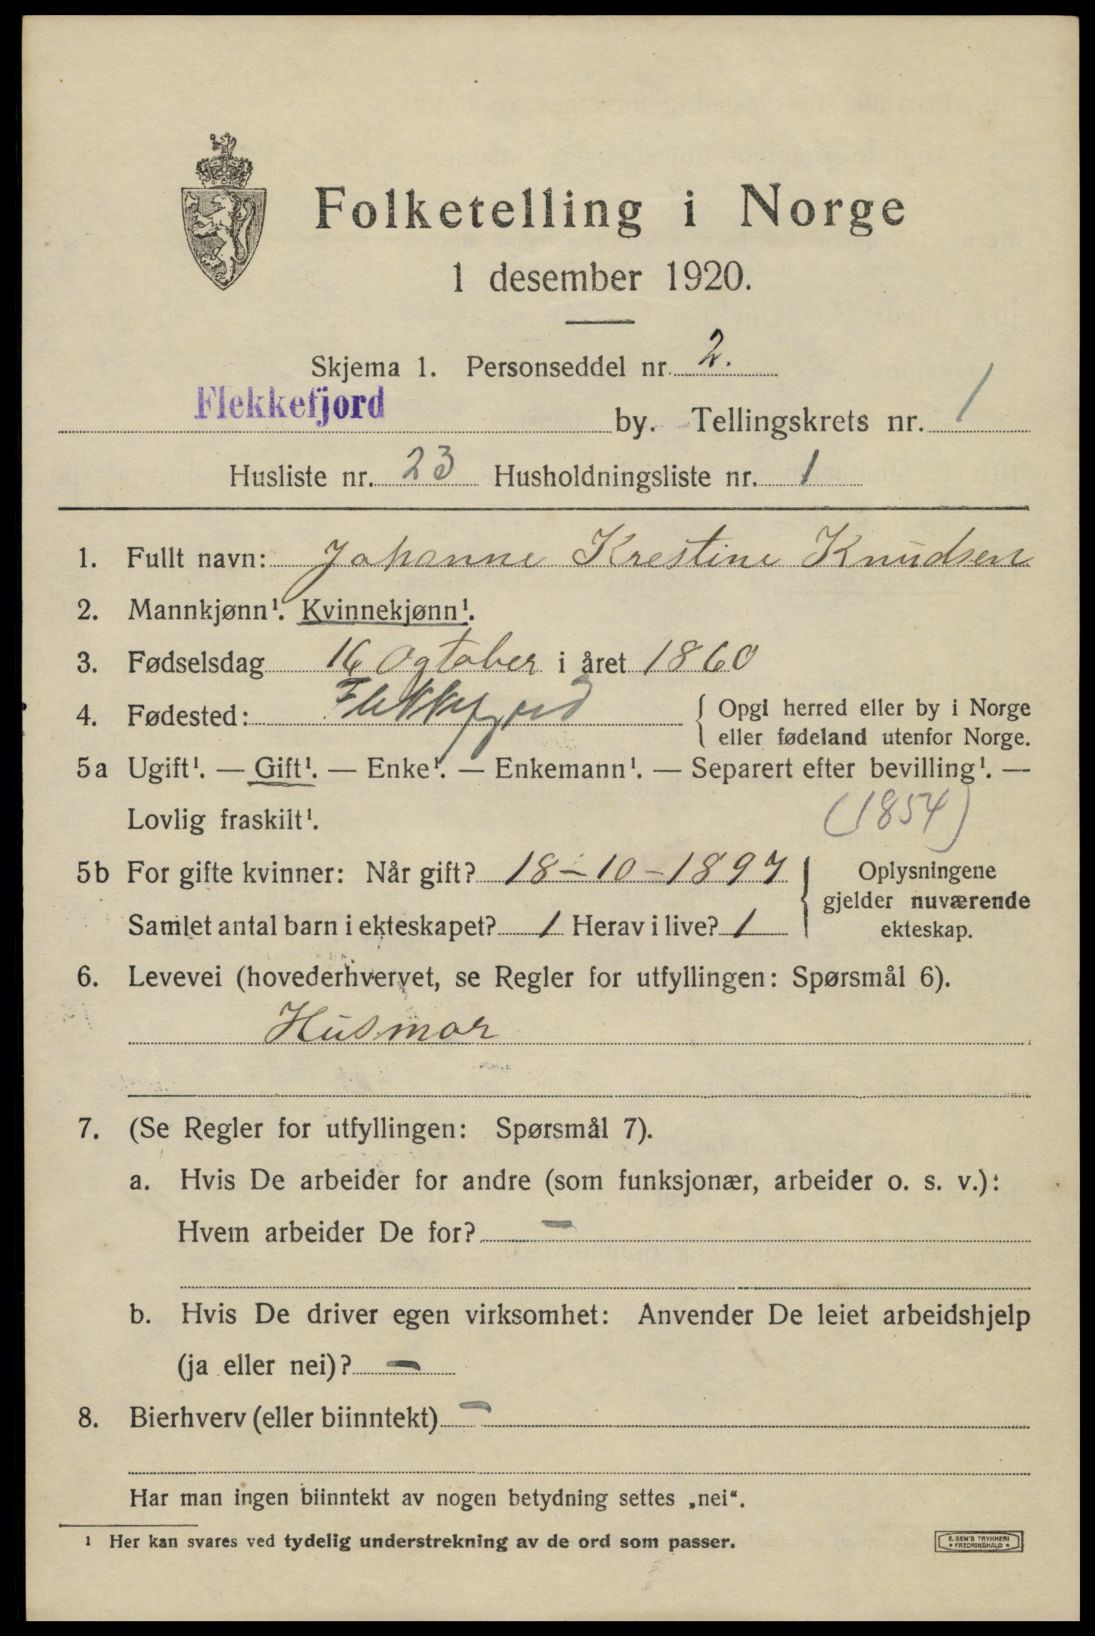 Folketelling i Norge
1 desember 1920.
Skjema 1. Personseddel nr. 2.
Flekkefjord by. Tellingskrets nr. 1
Husliste nr. 23 Husholdningsliste nr. 1
1. Fullt navn: Johanne Krestine Knudsen
2. Mannkjønn¹. Kvinnekjønn¹.
3. Fødselsdag 16 Ogtober i året 1860
4. Fødested: Flekkefjord { Opgi herred eller by i Norge
eller fødeland utenfor Norge.
5a Ugift¹. — Gift¹. — Enke¹. — Enkemann¹. — Separert efter bevilling¹. —
Lovlig fraskilt¹. (1854)
5b For gifte kvinner: Når gift? 18-10-1897 } Oplysningene
gjelder nuværende
Samlet antal barn i ekteskapet? 1 Herav i live? 1 ekteskap.
6. Levevei (hovederhvervet, se Regler for utfyllingen: Spørsmål 6).
Husmor
7. (Se Regler for utfyllingen: Spørsmål 7).
a. Hvis De arbeider for andre (som funksjonær, arbeider o. s. v.):
Hvem arbeider De for? —
b. Hvis De driver egen virksomhet: Anvender De leiet arbeidshjelp
(ja eller nei)? —
8. Bierhverv (eller biinntekt) —
Har man ingen biinntekt av nogen betydning settes „nei“.
¹ Her kan svares ved tydelig understrekning av de ord som passer.
E. SEM'S TRYKKERI
* FREDRIKSHALD *